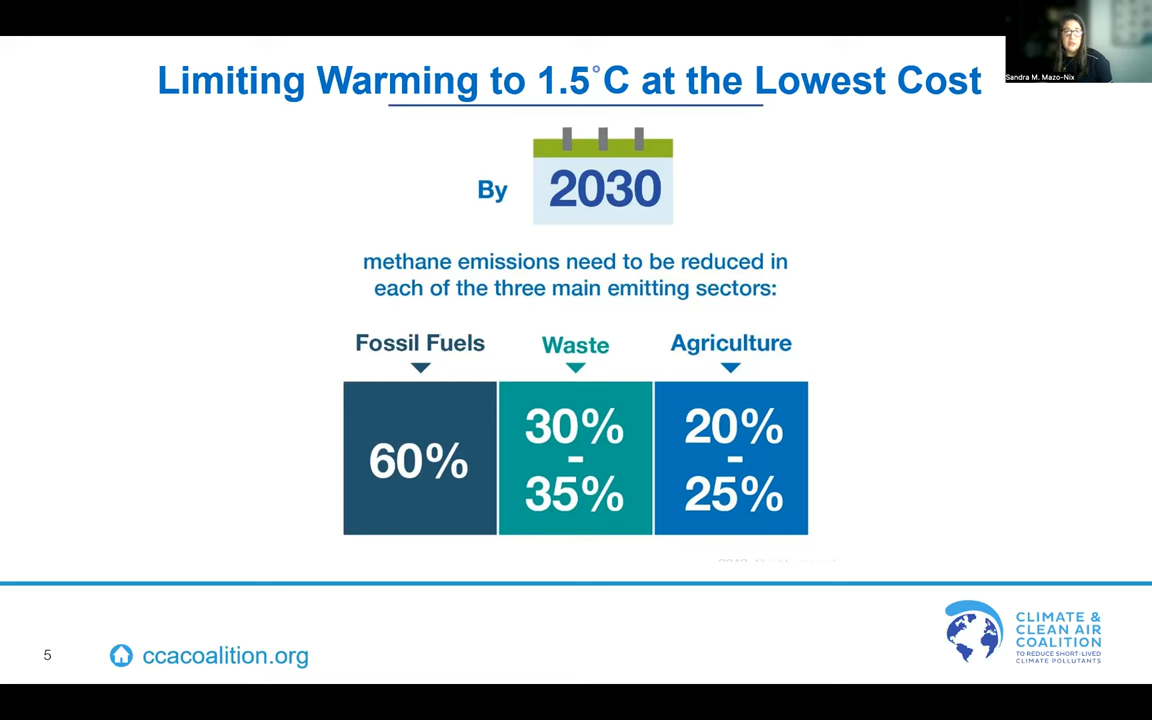 Limiting Warming to 1.5°C at the Lowest Cost
Sandra M. Mazo-Nix
By
2030
methane emissions need to be reduced in
each of the three main emitting sectors:
Fossil Fuels
Waste
Agriculture
60%
30%
-
35%
20%
-
25%
5
ccacoalition.org
CLIMATE &
CLEAN AIR
COALITION
TO REDUCE SHORT-LIVED
CLIMATE POLLUTANTS